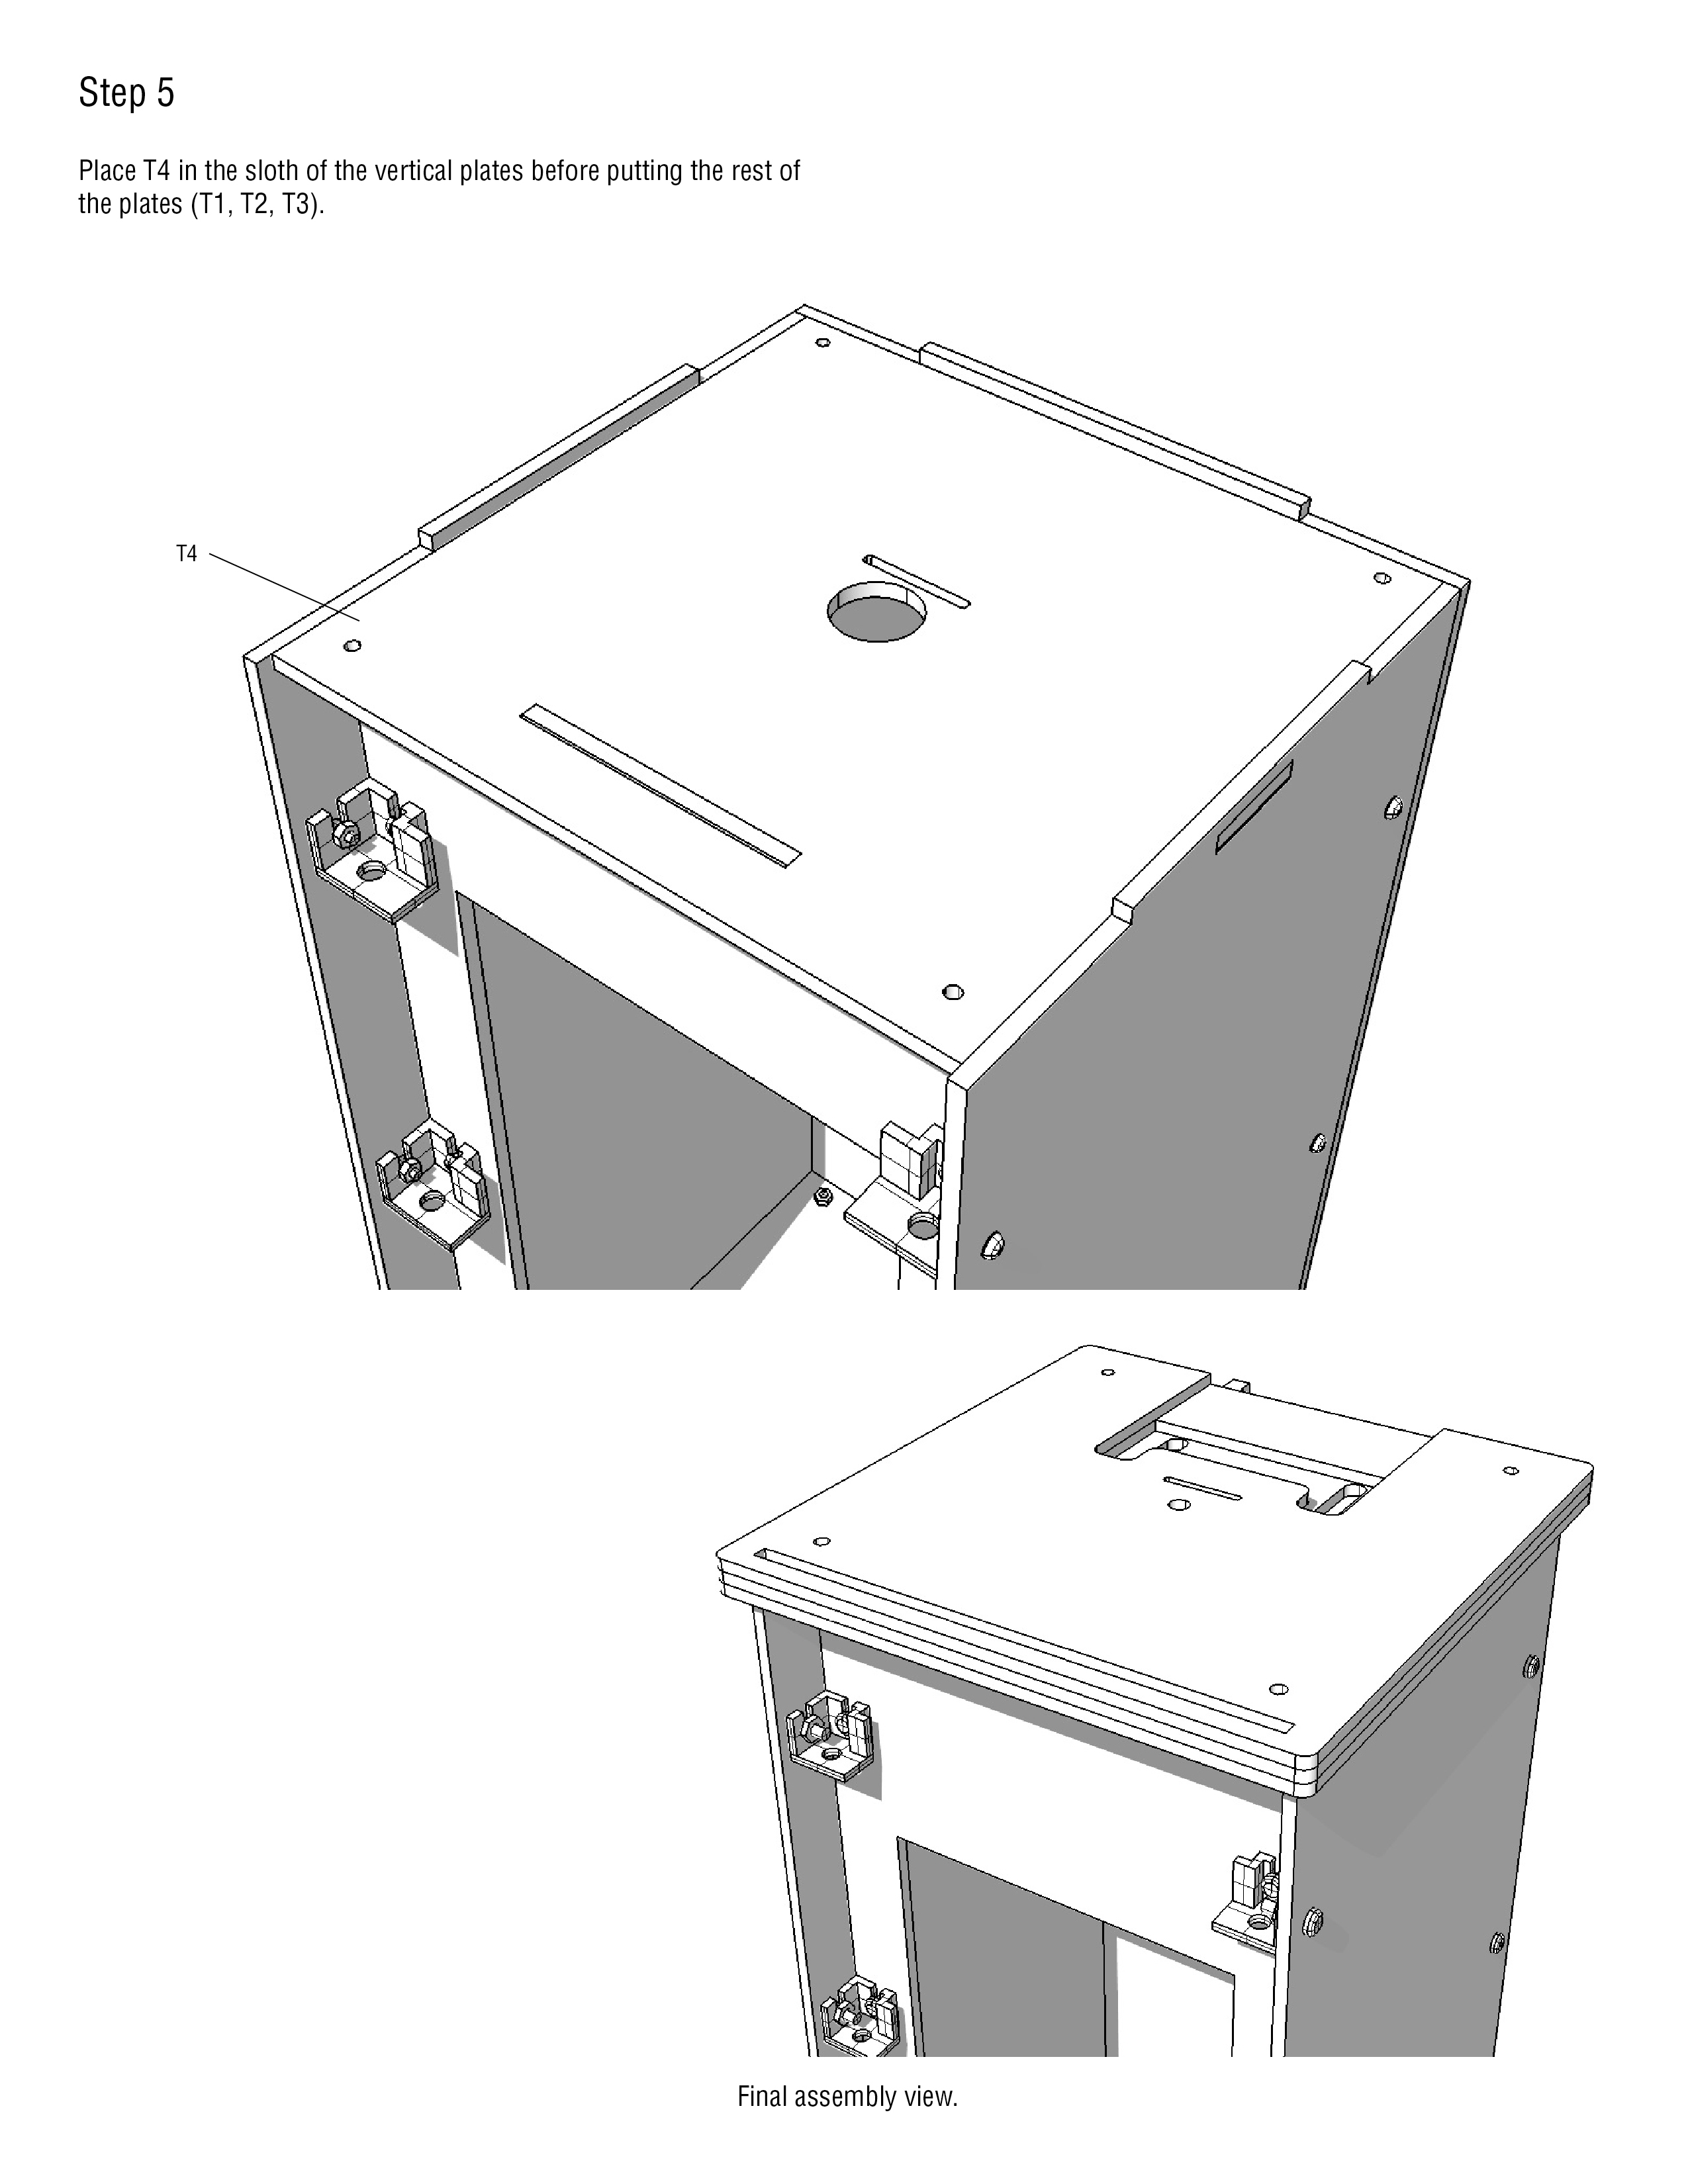 Step 5
Place T4 in the sloth of the vertical plates before putting the rest of
the plates (T1, T2, T3).
T4
Final assembly view.